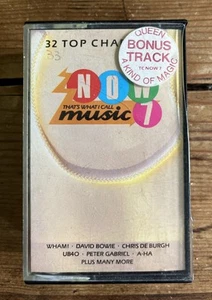 32 TOP CHA
QUEEN
BONUS
TRACK
A KIND OF MAGIC
NOW
THAT'S WHAT I CALL
music 7
WHAM! · DAVID BOWIE · CHRIS DE BURGH
UB40 · PETER GABRIEL · A-HA
PLUS MANY MORE